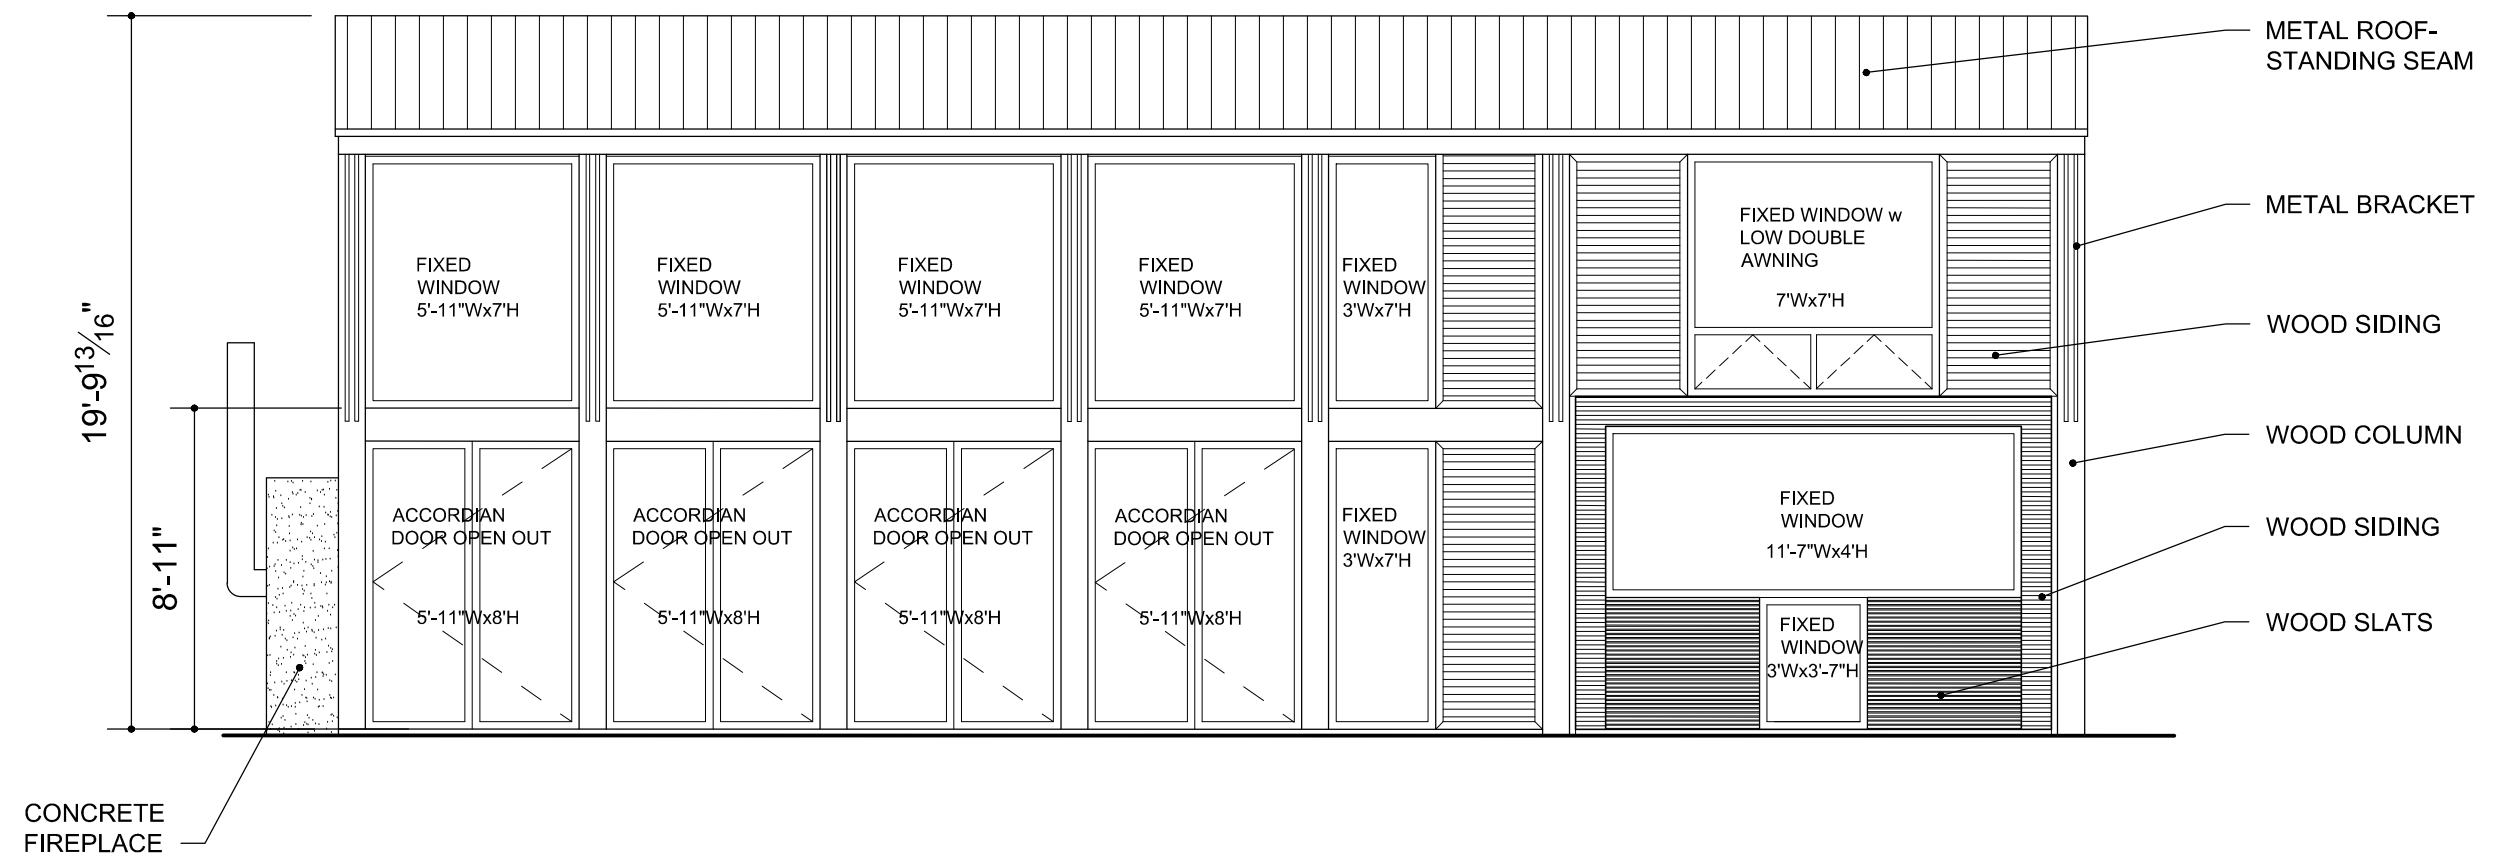 METAL ROOF-
STANDING SEAM
METAL BRACKET
WOOD SIDING
WOOD COLUMN
WOOD SIDING
WOOD SLATS
19'-9 13/16"
8'-11"
FIXED
WINDOW
5'-11"Wx7'H
FIXED
WINDOW
5'-11"Wx7'H
FIXED
WINDOW
5'-11"Wx7'H
FIXED
WINDOW
5'-11"Wx7'H
FIXED
WINDOW
3'Wx7'H
FIXED WINDOW w
LOW DOUBLE
AWNING
7'Wx7'H
ACCORDIAN
DOOR OPEN OUT
5'-11"Wx8'H
ACCORDIAN
DOOR OPEN OUT
5'-11"Wx8'H
ACCORDIAN
DOOR OPEN OUT
5'-11"Wx8'H
ACCORDIAN
DOOR OPEN OUT
5'-11"Wx8'H
FIXED
WINDOW
3'Wx7'H
FIXED
WINDOW
11'-7"Wx4'H
FIXED
WINDOW
3'Wx3'-7"H
CONCRETE
FIREPLACE